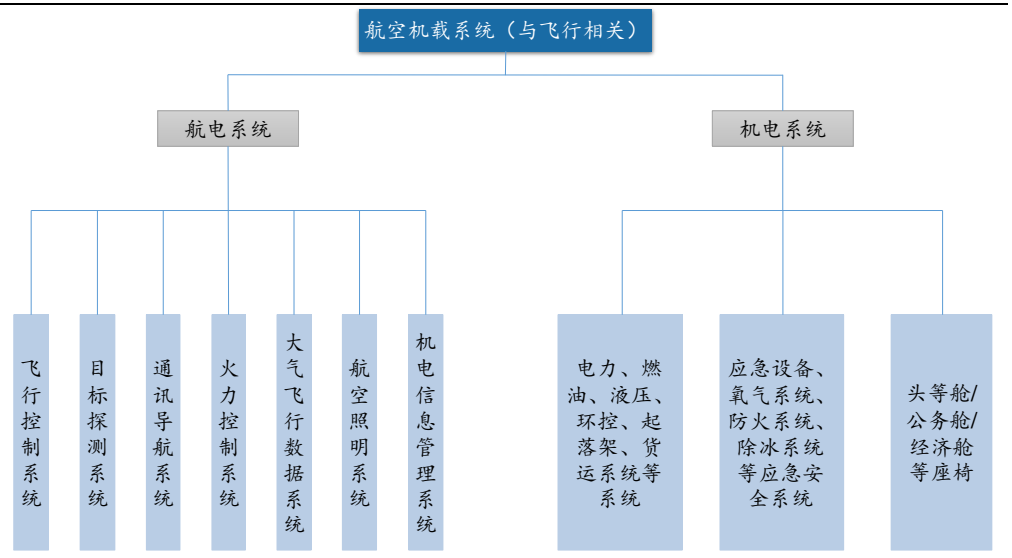 航空机载系统（与飞行相关）
航电系统
机电系统
飞行控制系统
目标探测系统
通讯导航系统
火力控制系统
大气飞行数据系统
航空照明系统
机电信息管理系统
电力、燃
油、液压、
环控、起
落架、货
运系统等
系统
应急设备、
氧气系统、
防火系统、
除冰系统
等应急安
全系统
头等舱/
公务舱/
经济舱
等座椅